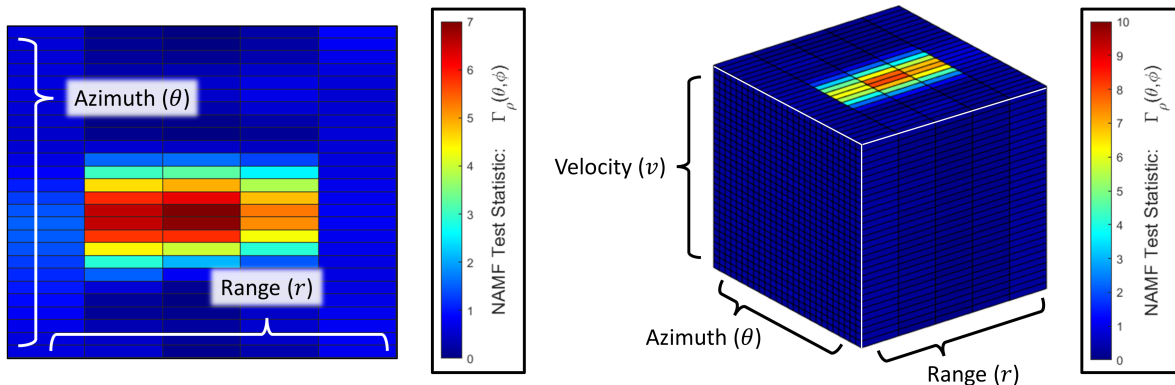 Azimuth (θ)
Range (r)
7
6
5
4
3
2
1
0
NAMF Test Statistic: Γρ(θ,ϕ)
Velocity (v)
Azimuth (θ)
Range (r)
10
9
8
7
6
5
4
3
2
1
0
NAMF Test Statistic: Γρ(θ,ϕ)